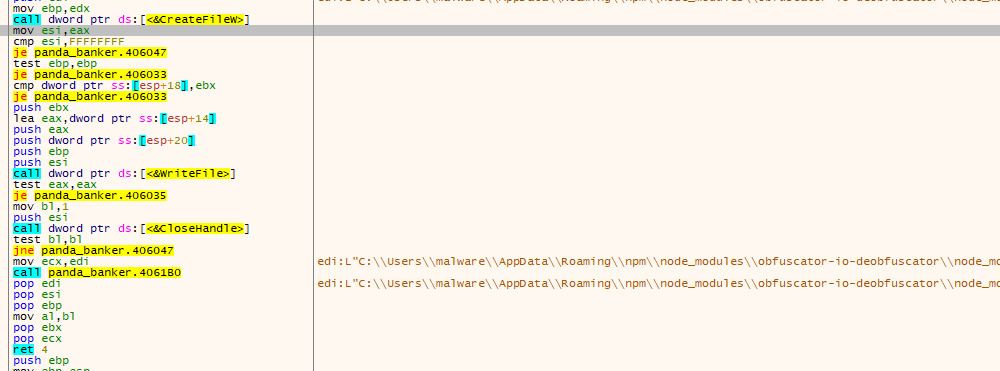 mov ebp,edx
call dword ptr ds:[<&CreateFileW>]
mov esi,eax
cmp esi,FFFFFFFF
je panda_banker.406047
test ebp,ebp
je panda_banker.406033
cmp dword ptr ss:[esp+18],ebx
je panda_banker.406033
push ebx
lea eax,dword ptr ss:[esp+14]
push eax
push dword ptr ss:[esp+20]
push ebp
push esi
call dword ptr ds:[<&WriteFile>]
test eax,eax
je panda_banker.406035
mov bl,1
push esi
call dword ptr ds:[<&CloseHandle>]
test bl,bl
jne panda_banker.406047
mov ecx,edi edi:L"C:\\Users\\malware\\AppData\\Roaming\\npm\\node_modules\\obfuscator-io-deobfuscator\\node_mo
call panda_banker.4061B0
pop edi edi:L"C:\\Users\\malware\\AppData\\Roaming\\npm\\node_modules\\obfuscator-io-deobfuscator\\node_mo
pop esi
pop ebp
mov al,bl
pop ebx
pop ecx
ret 4
push ebp